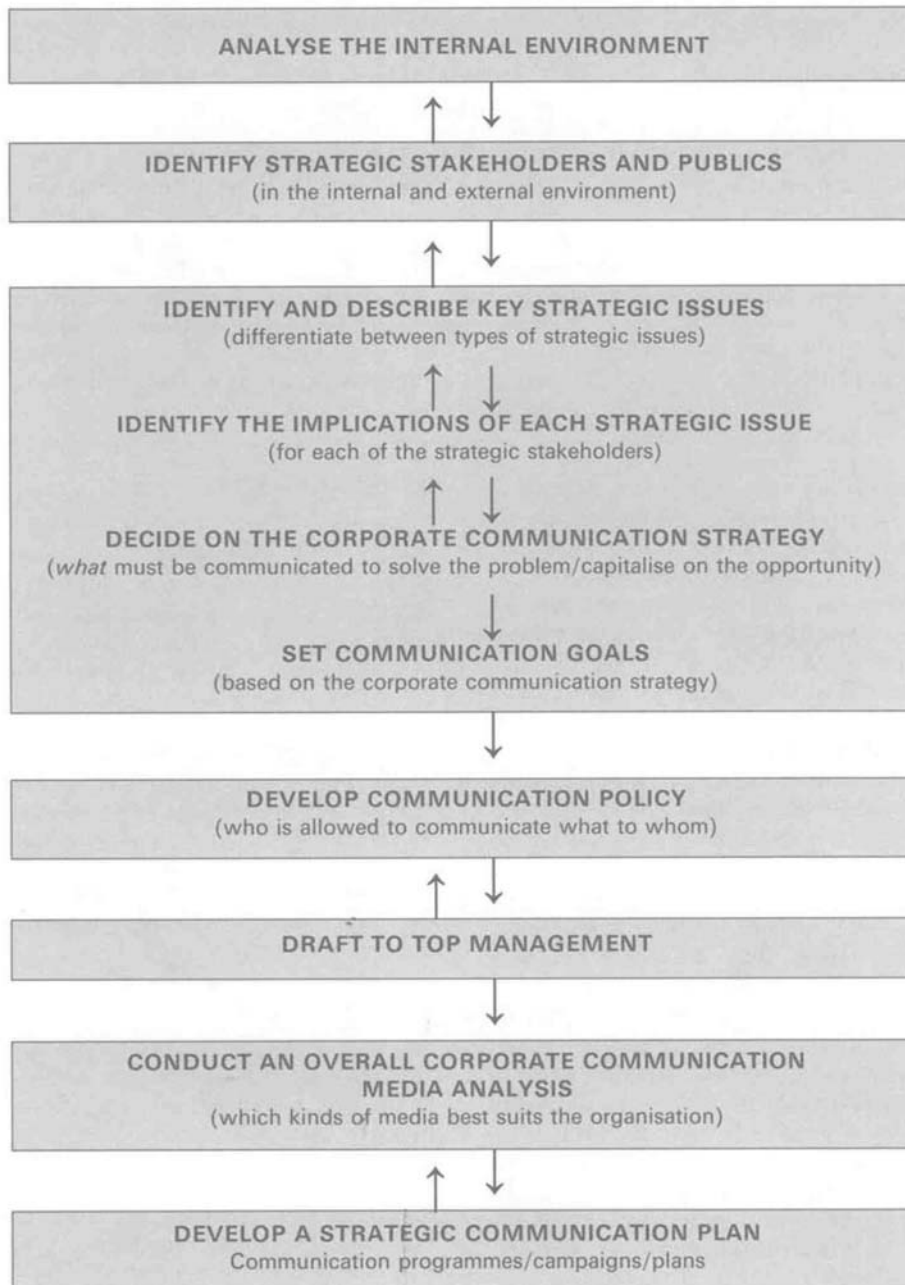 ANALYSE THE INTERNAL ENVIRONMENT
IDENTIFY STRATEGIC STAKEHOLDERS AND PUBLICS
(in the internal and external environment)
IDENTIFY AND DESCRIBE KEY STRATEGIC ISSUES
(differentiate between types of strategic issues)
IDENTIFY THE IMPLICATIONS OF EACH STRATEGIC ISSUE
(for each of the strategic stakeholders)
DECIDE ON THE CORPORATE COMMUNICATION STRATEGY
(what must be communicated to solve the problem/capitalise on the opportunity)
SET COMMUNICATION GOALS
(based on the corporate communication strategy)
DEVELOP COMMUNICATION POLICY
(who is allowed to communicate what to whom)
DRAFT TO TOP MANAGEMENT
CONDUCT AN OVERALL CORPORATE COMMUNICATION
MEDIA ANALYSIS
(which kinds of media best suits the organisation)
DEVELOP A STRATEGIC COMMUNICATION PLAN
Communication programmes/campaigns/plans